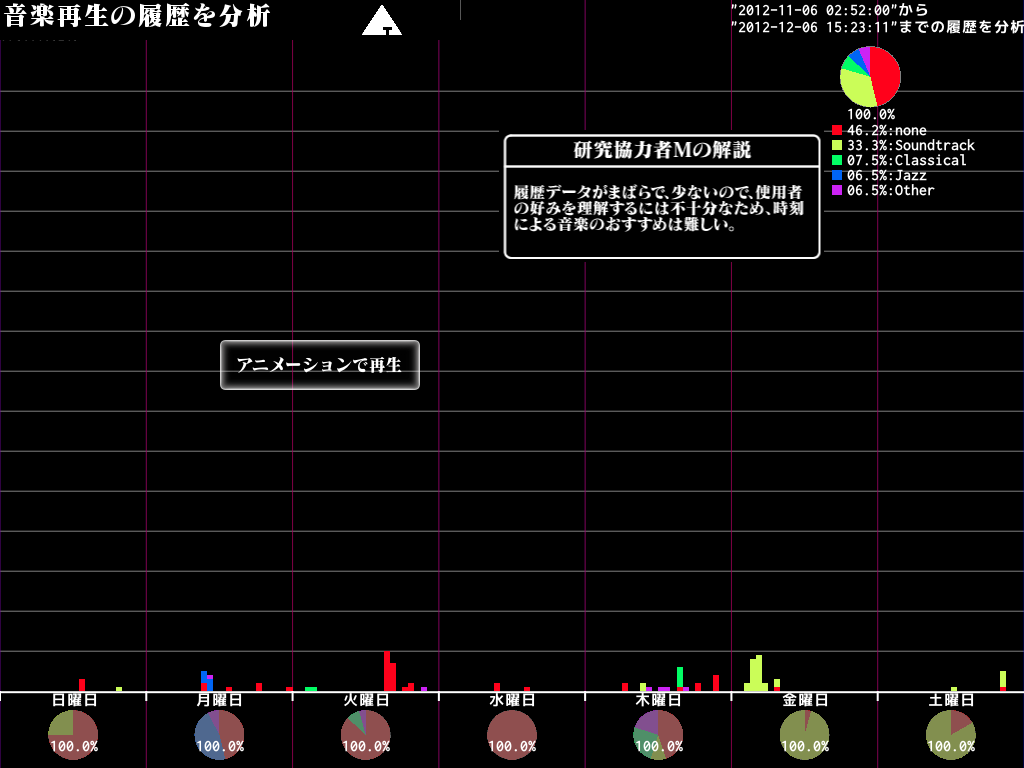 音楽再生の履歴を分析
"2012-11-06 02:52:00"から
"2012-12-06 15:23:11"までの履歴を分析
100.0%
46.2%:none
33.3%:Soundtrack
07.5%:Classical
06.5%:Jazz
06.5%:Other
研究協力者Mの解説
履歴データがまばらで、少ないので、使用者
の好みを理解するには不十分なため、時刻
による音楽のおすすめは難しい。
アニメーションで再生
日曜日 月曜日 火曜日 水曜日 木曜日 金曜日 土曜日
100.0% 100.0% 100.0% 100.0% 100.0% 100.0% 100.0%